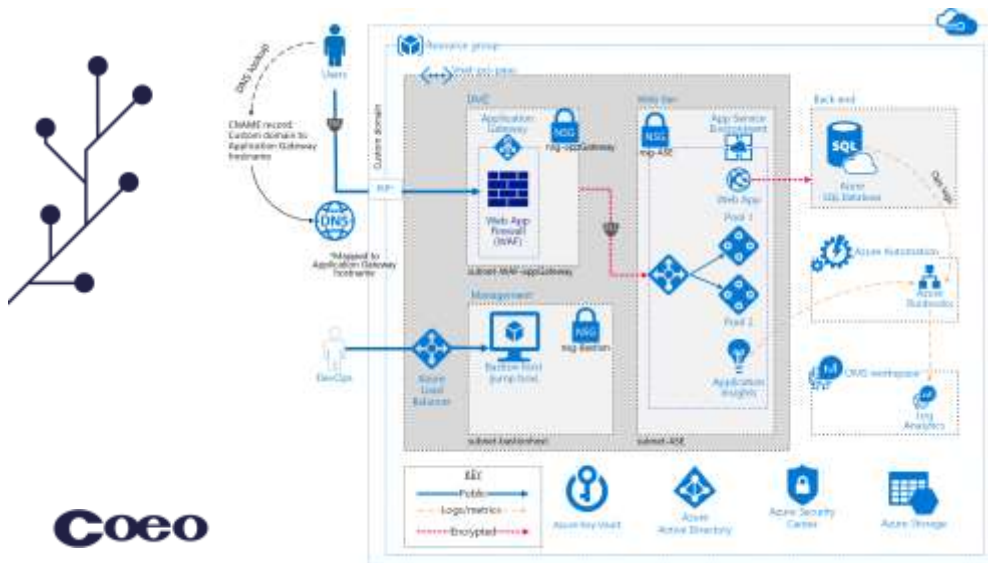 Users
DNS lookup
CNAME record:
Custom domain to
Application Gateway
hostname
DNS
*Mapped to
Application Gateway
hostname
DevOps
Custom domain
Resource group
DMZ
Application
Gateway
NSG
nsg-appGateway
Web App
Firewall
(WAF)
subnet-WAF-appGateway
Management
NSG
nsg-Bastion
Bastion Host
(jump box)
subnet-bastionhost
Azure
Load
Balancer
Web tier
NSG
nsg-ASE
App Service
Environment
Web App
Pool 1
Pool 2
Application
Insights
subnet-ASE
Back end
SQL
Azure
SQL Database
Ops logs
Azure Automation
Azure
Runbooks
OMS workspace
Log
Analytics
KEY
Public
Logs/metrics
Encrypted
Azure Key Vault
Azure
Active Directory
Azure Security
Center
Azure Storage
Coeo